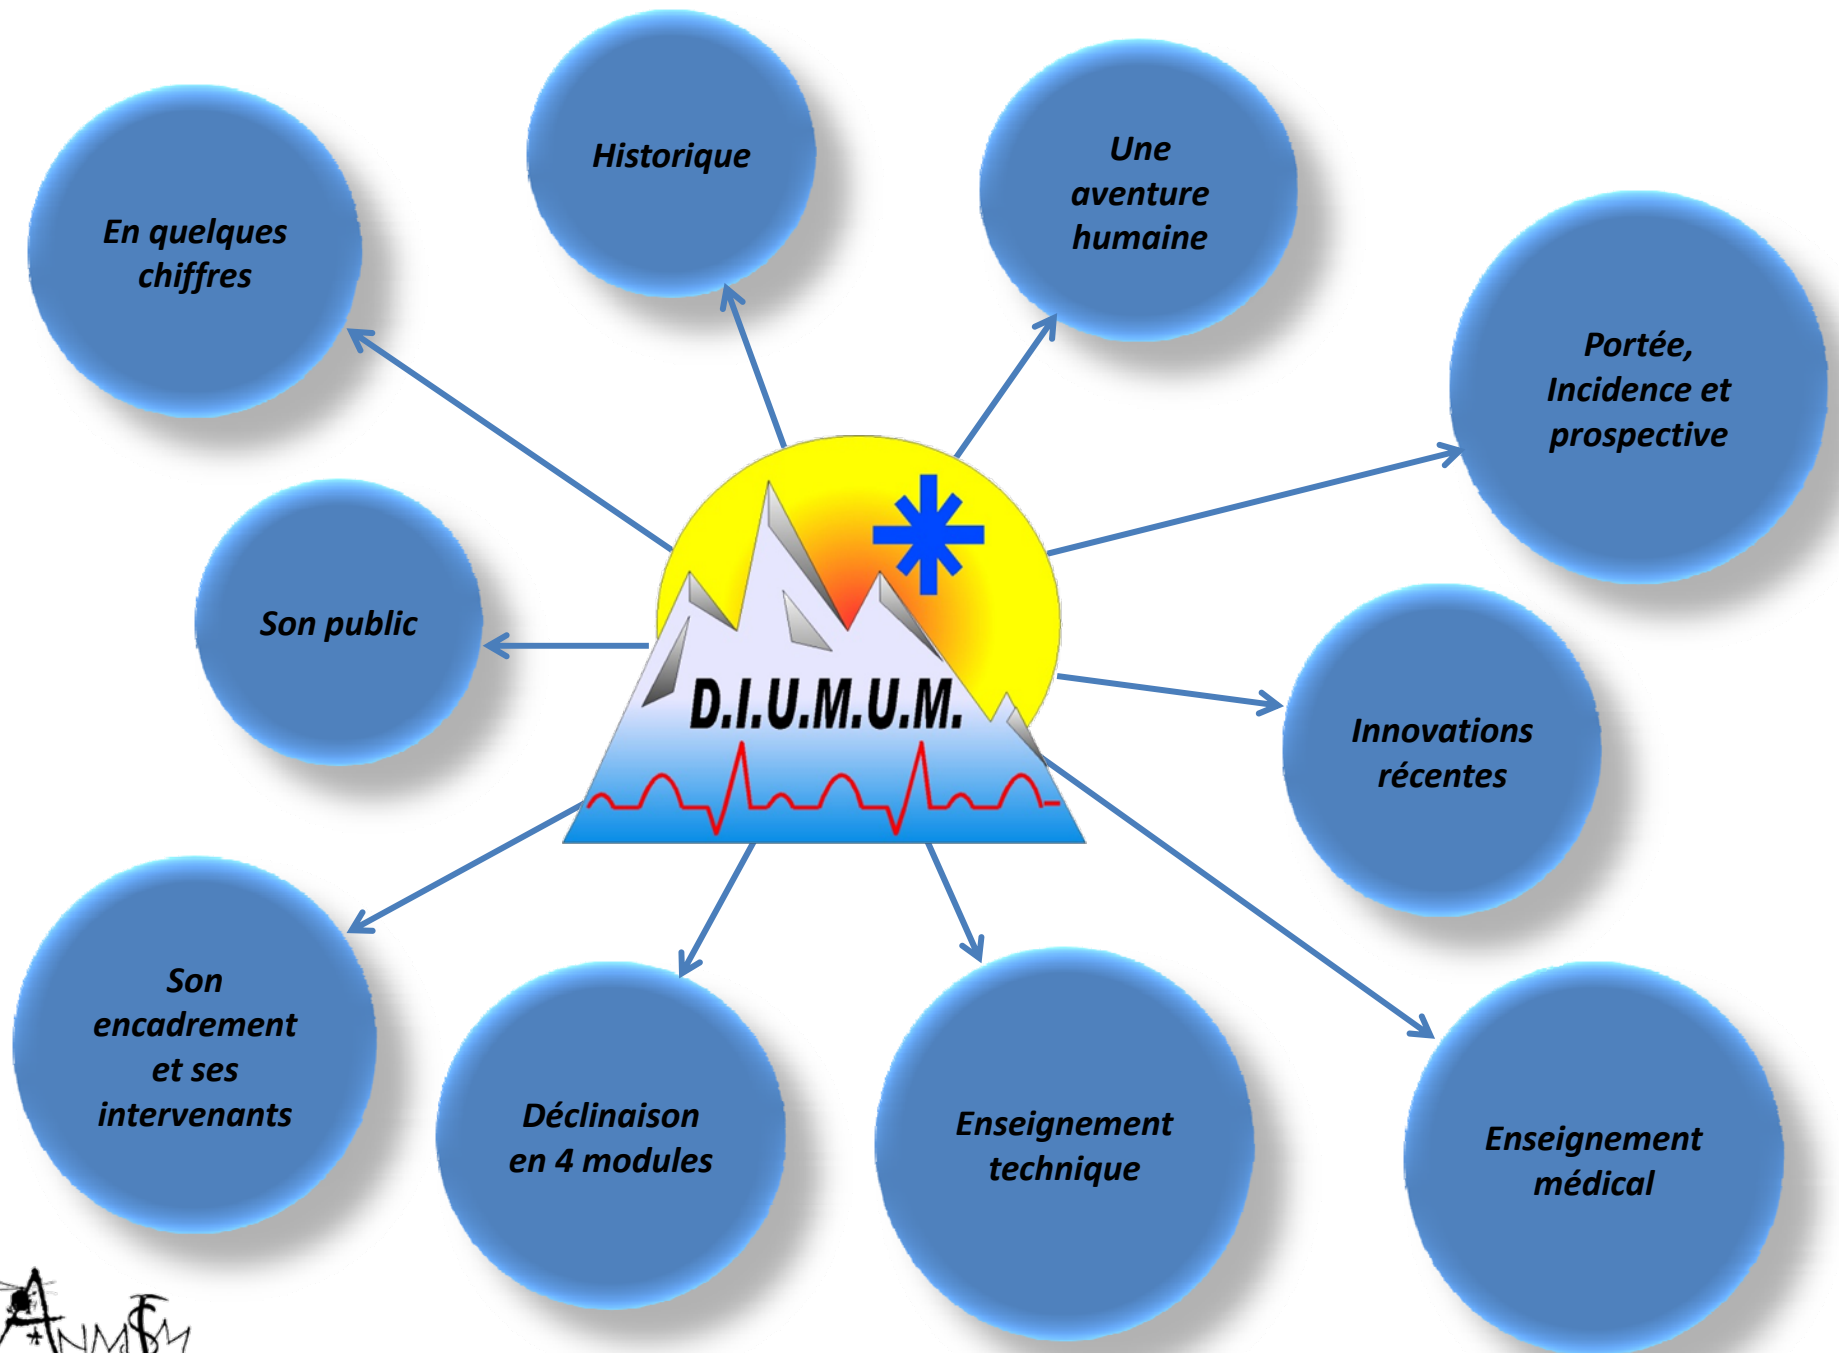 Historique
Une
aventure
humaine
En quelques
chiffres
Portée,
Incidence et
prospective
Son public
D.I.U.M.U.M.
Innovations
récentes
Son
encadrement
et ses
intervenants
Déclinaison
en 4 modules
Enseignement
technique
Enseignement
médical